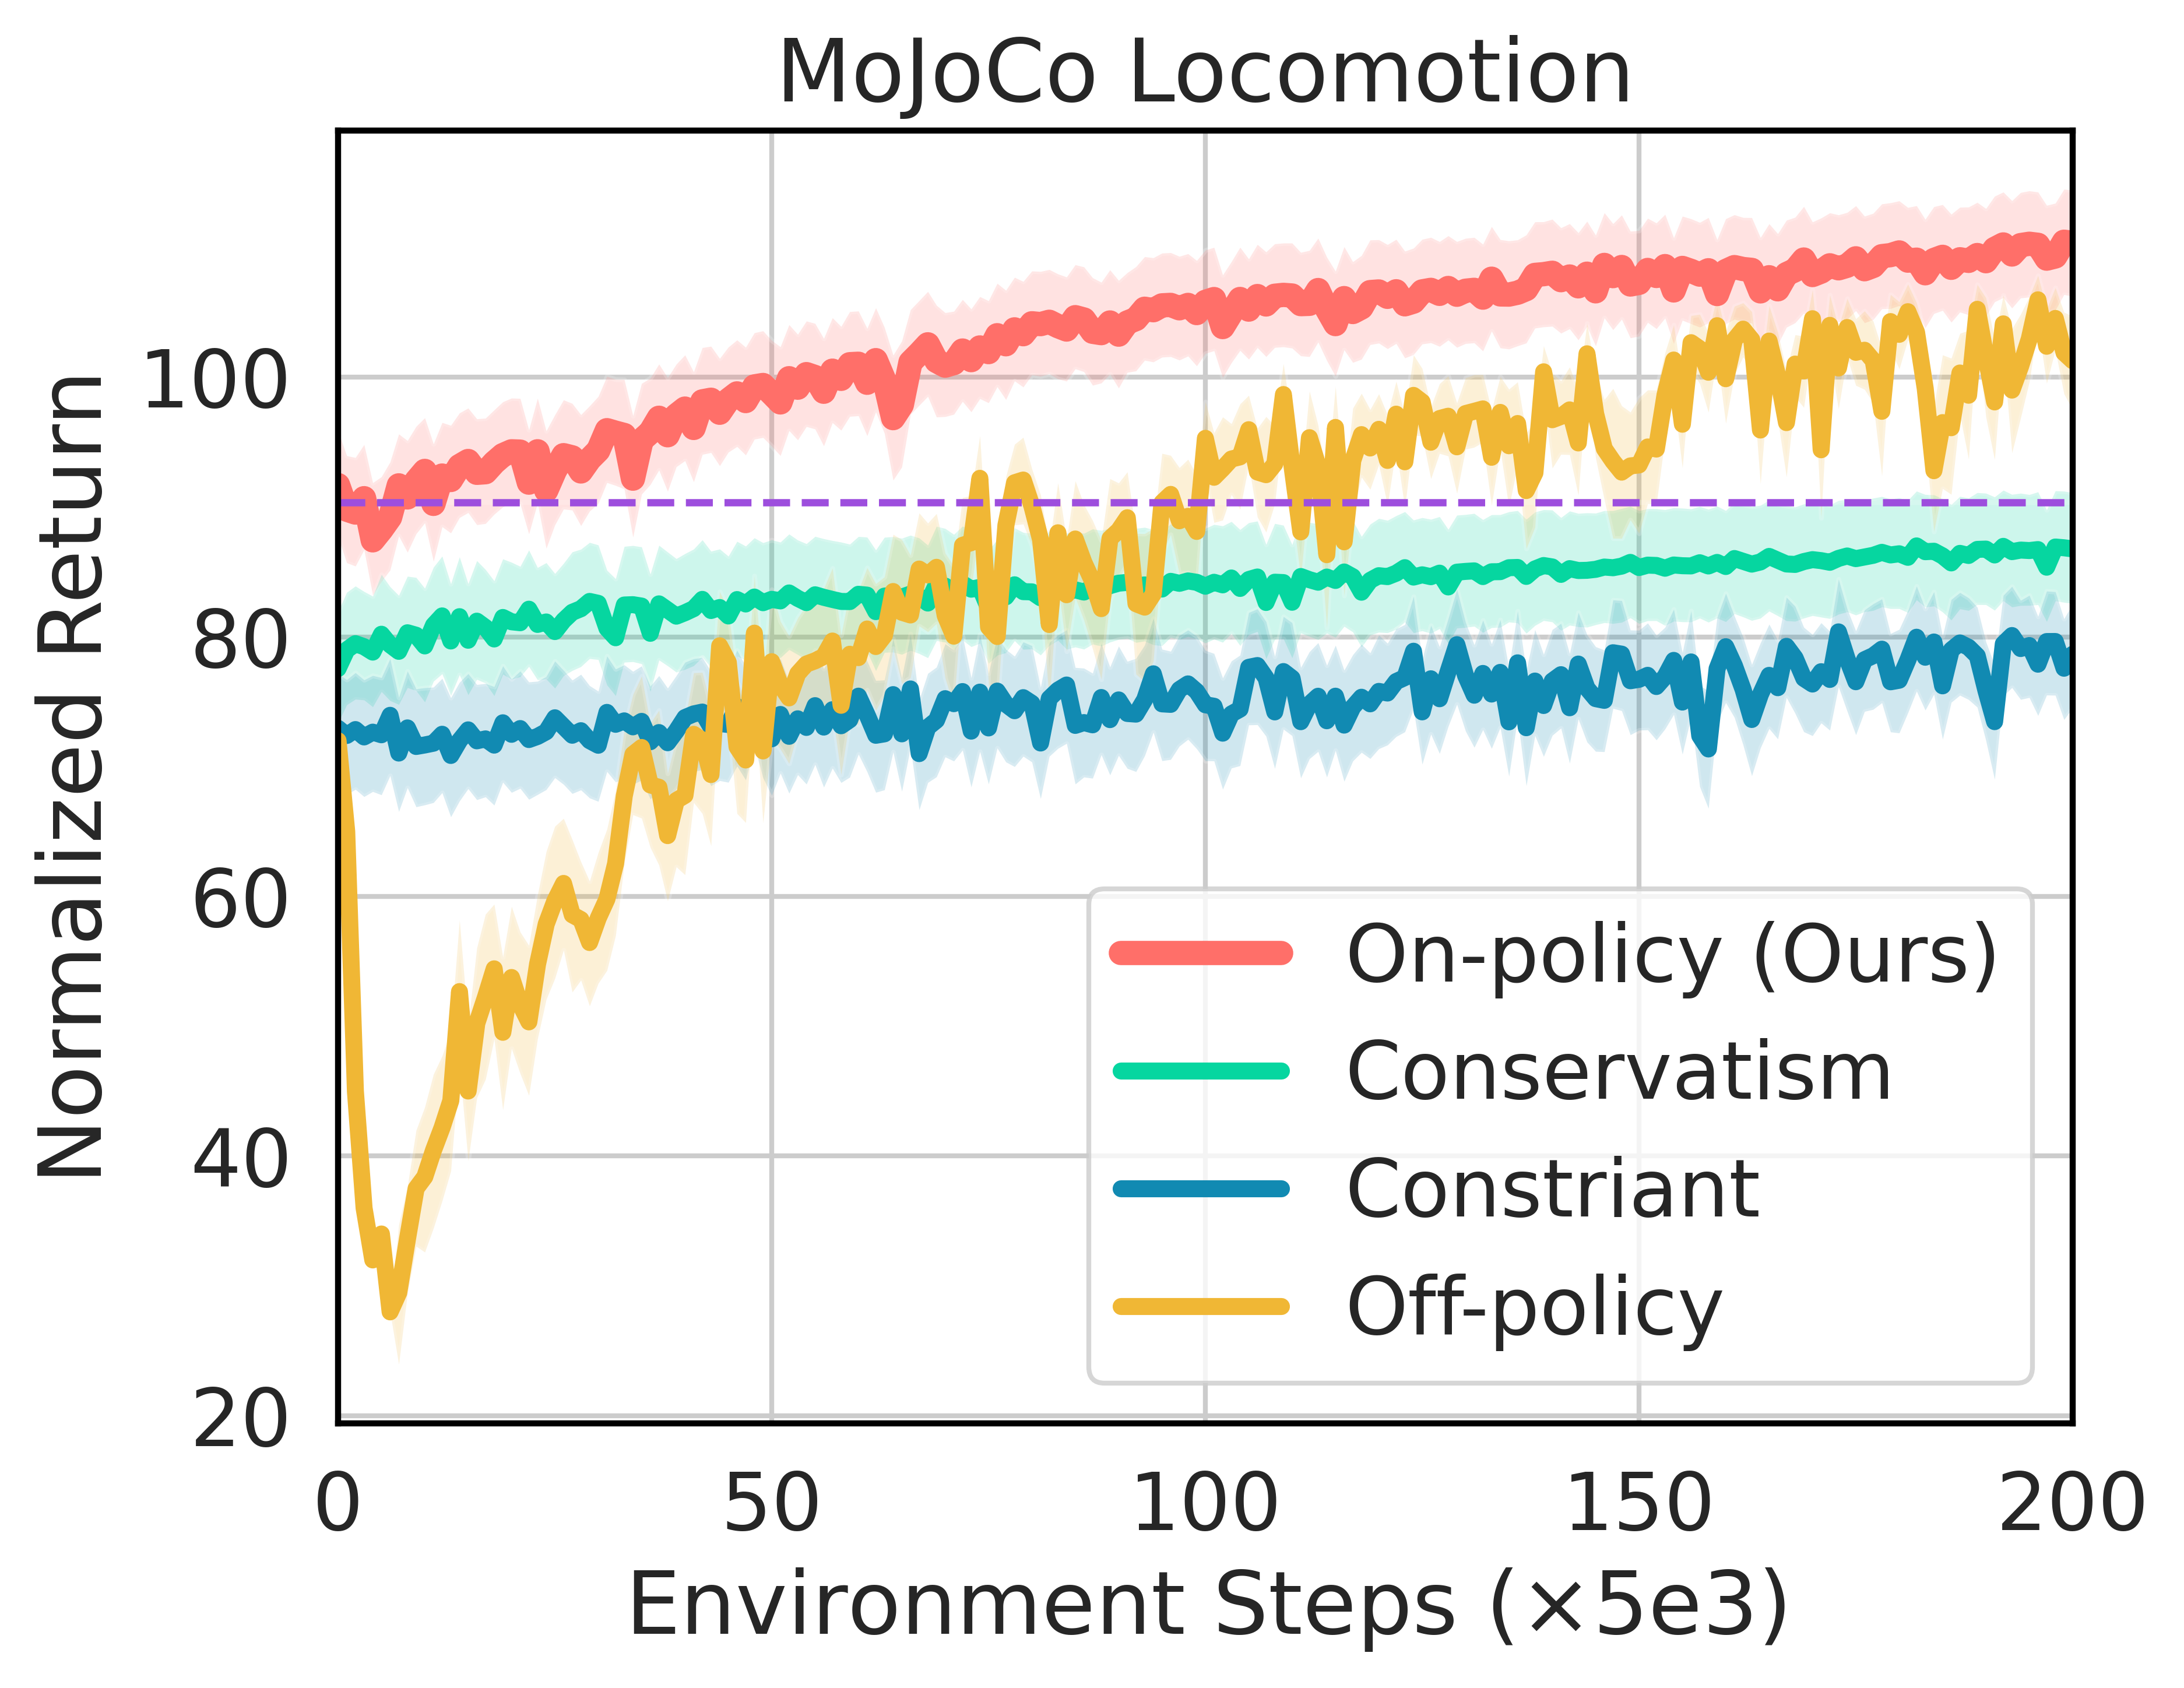 MoJoCo Locomotion
Normalized Return
100
80
60
40
20
On-policy (Ours)
Conservatism
Constriant
Off-policy
0 50 100 150 200
Environment Steps (×5e3)